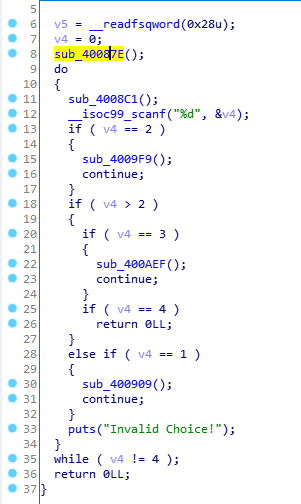 5
6 v5 = __readfsqword(0x28u);
7 v4 = 0;
8 sub_40087E();
9 do
10 {
11 sub_4008C1();
12 __isoc99_scanf("%d", &v4);
13 if ( v4 == 2 )
14 {
15 sub_4009F9();
16 continue;
17 }
18 if ( v4 > 2 )
19 {
20 if ( v4 == 3 )
21 {
22 sub_400AEF();
23 continue;
24 }
25 if ( v4 == 4 )
26 return 0LL;
27 }
28 else if ( v4 == 1 )
29 {
30 sub_400909();
31 continue;
32 }
33 puts("Invalid Choice!");
34 }
35 while ( v4 != 4 );
36 return 0LL;
37 }